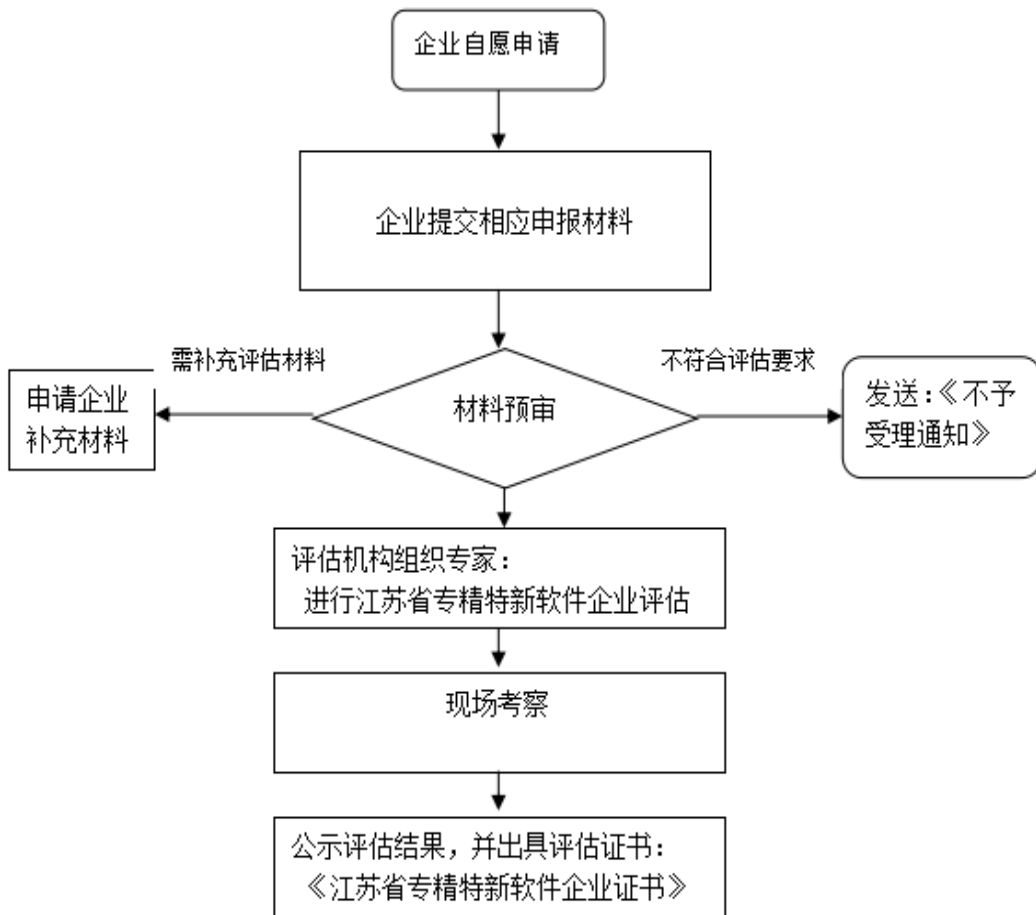 企业自愿申请
企业提交相应申报材料
需补充评估材料
不符合评估要求
申请企业
补充材料
材料预审
发送：《不予
受理通知》
评估机构组织专家：
进行江苏省专精特新软件企业评估
现场考察
公示评估结果，并出具评估证书：
《江苏省专精特新软件企业证书》